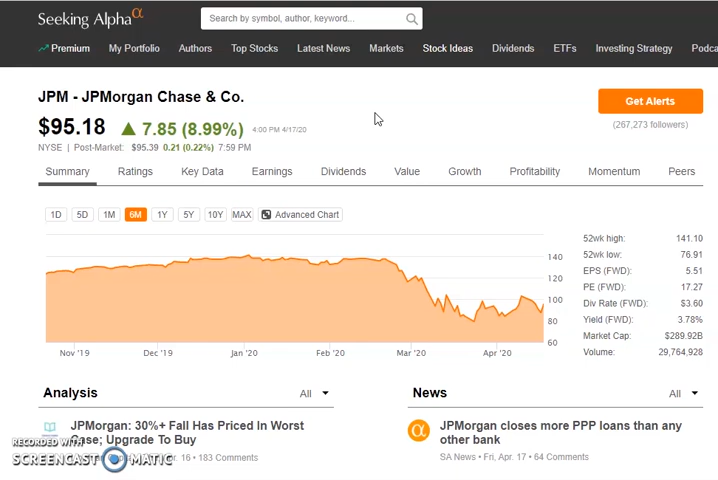 Seeking Alpha α
Search by symbol, author, keyword...
Premium My Portfolio Authors Top Stocks Latest News Markets Stock Ideas Dividends ETFs Investing Strategy Podca
JPM - JPMorgan Chase & Co.
Get Alerts
(267,273 followers)
$95.18 7.85 (8.99%) 4:00 PM 4/17/20
NYSE | Post-Market: $95.39 0.21 (0.22%) 7:59 PM
Summary Ratings Key Data Earnings Dividends Value Growth Profitability Momentum Peers
1D 5D 1M 6M 1Y 5Y 10Y MAX Advanced Chart
140
120
100
80
60
Nov '19 Dec '19 Jan '20 Feb '20 Mar '20 Apr '20
52wk high: 141.10
52wk low: 76.91
EPS (FWD): 5.51
PE (FWD): 17.27
Div Rate (FWD): $3.60
Yield (FWD): 3.78%
Market Cap: $289.92B
Volume: 29,764,928
Analysis All
JPMorgan: 30%+ Fall Has Priced In Worst
Case; Upgrade To Buy
Apr. 16 • 183 Comments
News All
α
JPMorgan closes more PPP loans than any
other bank
SA News • Fri, Apr. 17 • 64 Comments
RECORDED WITH
SCREENCAST MATIC